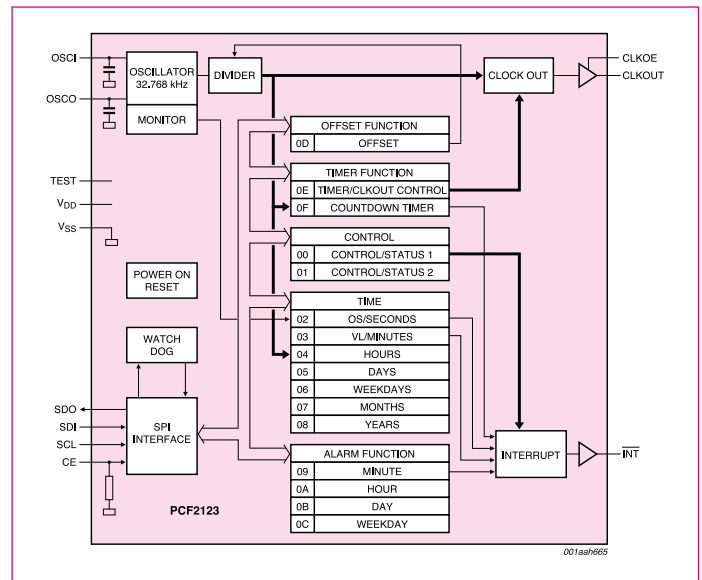 OSCI
OSCO
OSCILLATOR
32.768 kHz
MONITOR
DIVIDER
CLOCK OUT
CLKOE
CLKOUT
OFFSET FUNCTION
0D OFFSET
TIMER FUNCTION
0E TIMER/CLKOUT CONTROL
0F COUNTDOWN TIMER
TEST
VDD
VSS
CONTROL
00 CONTROL/STATUS 1
01 CONTROL/STATUS 2
POWER ON
RESET
TIME
02 OS/SECONDS
03 VL/MINUTES
04 HOURS
05 DAYS
06 WEEKDAYS
07 MONTHS
08 YEARS
WATCH
DOG
SDO
SDI
SCL
CE
SPI
INTERFACE
ALARM FUNCTION
09 MINUTE
0A HOUR
0B DAY
0C WEEKDAY
INTERRUPT
INT
PCF2123
001aah665